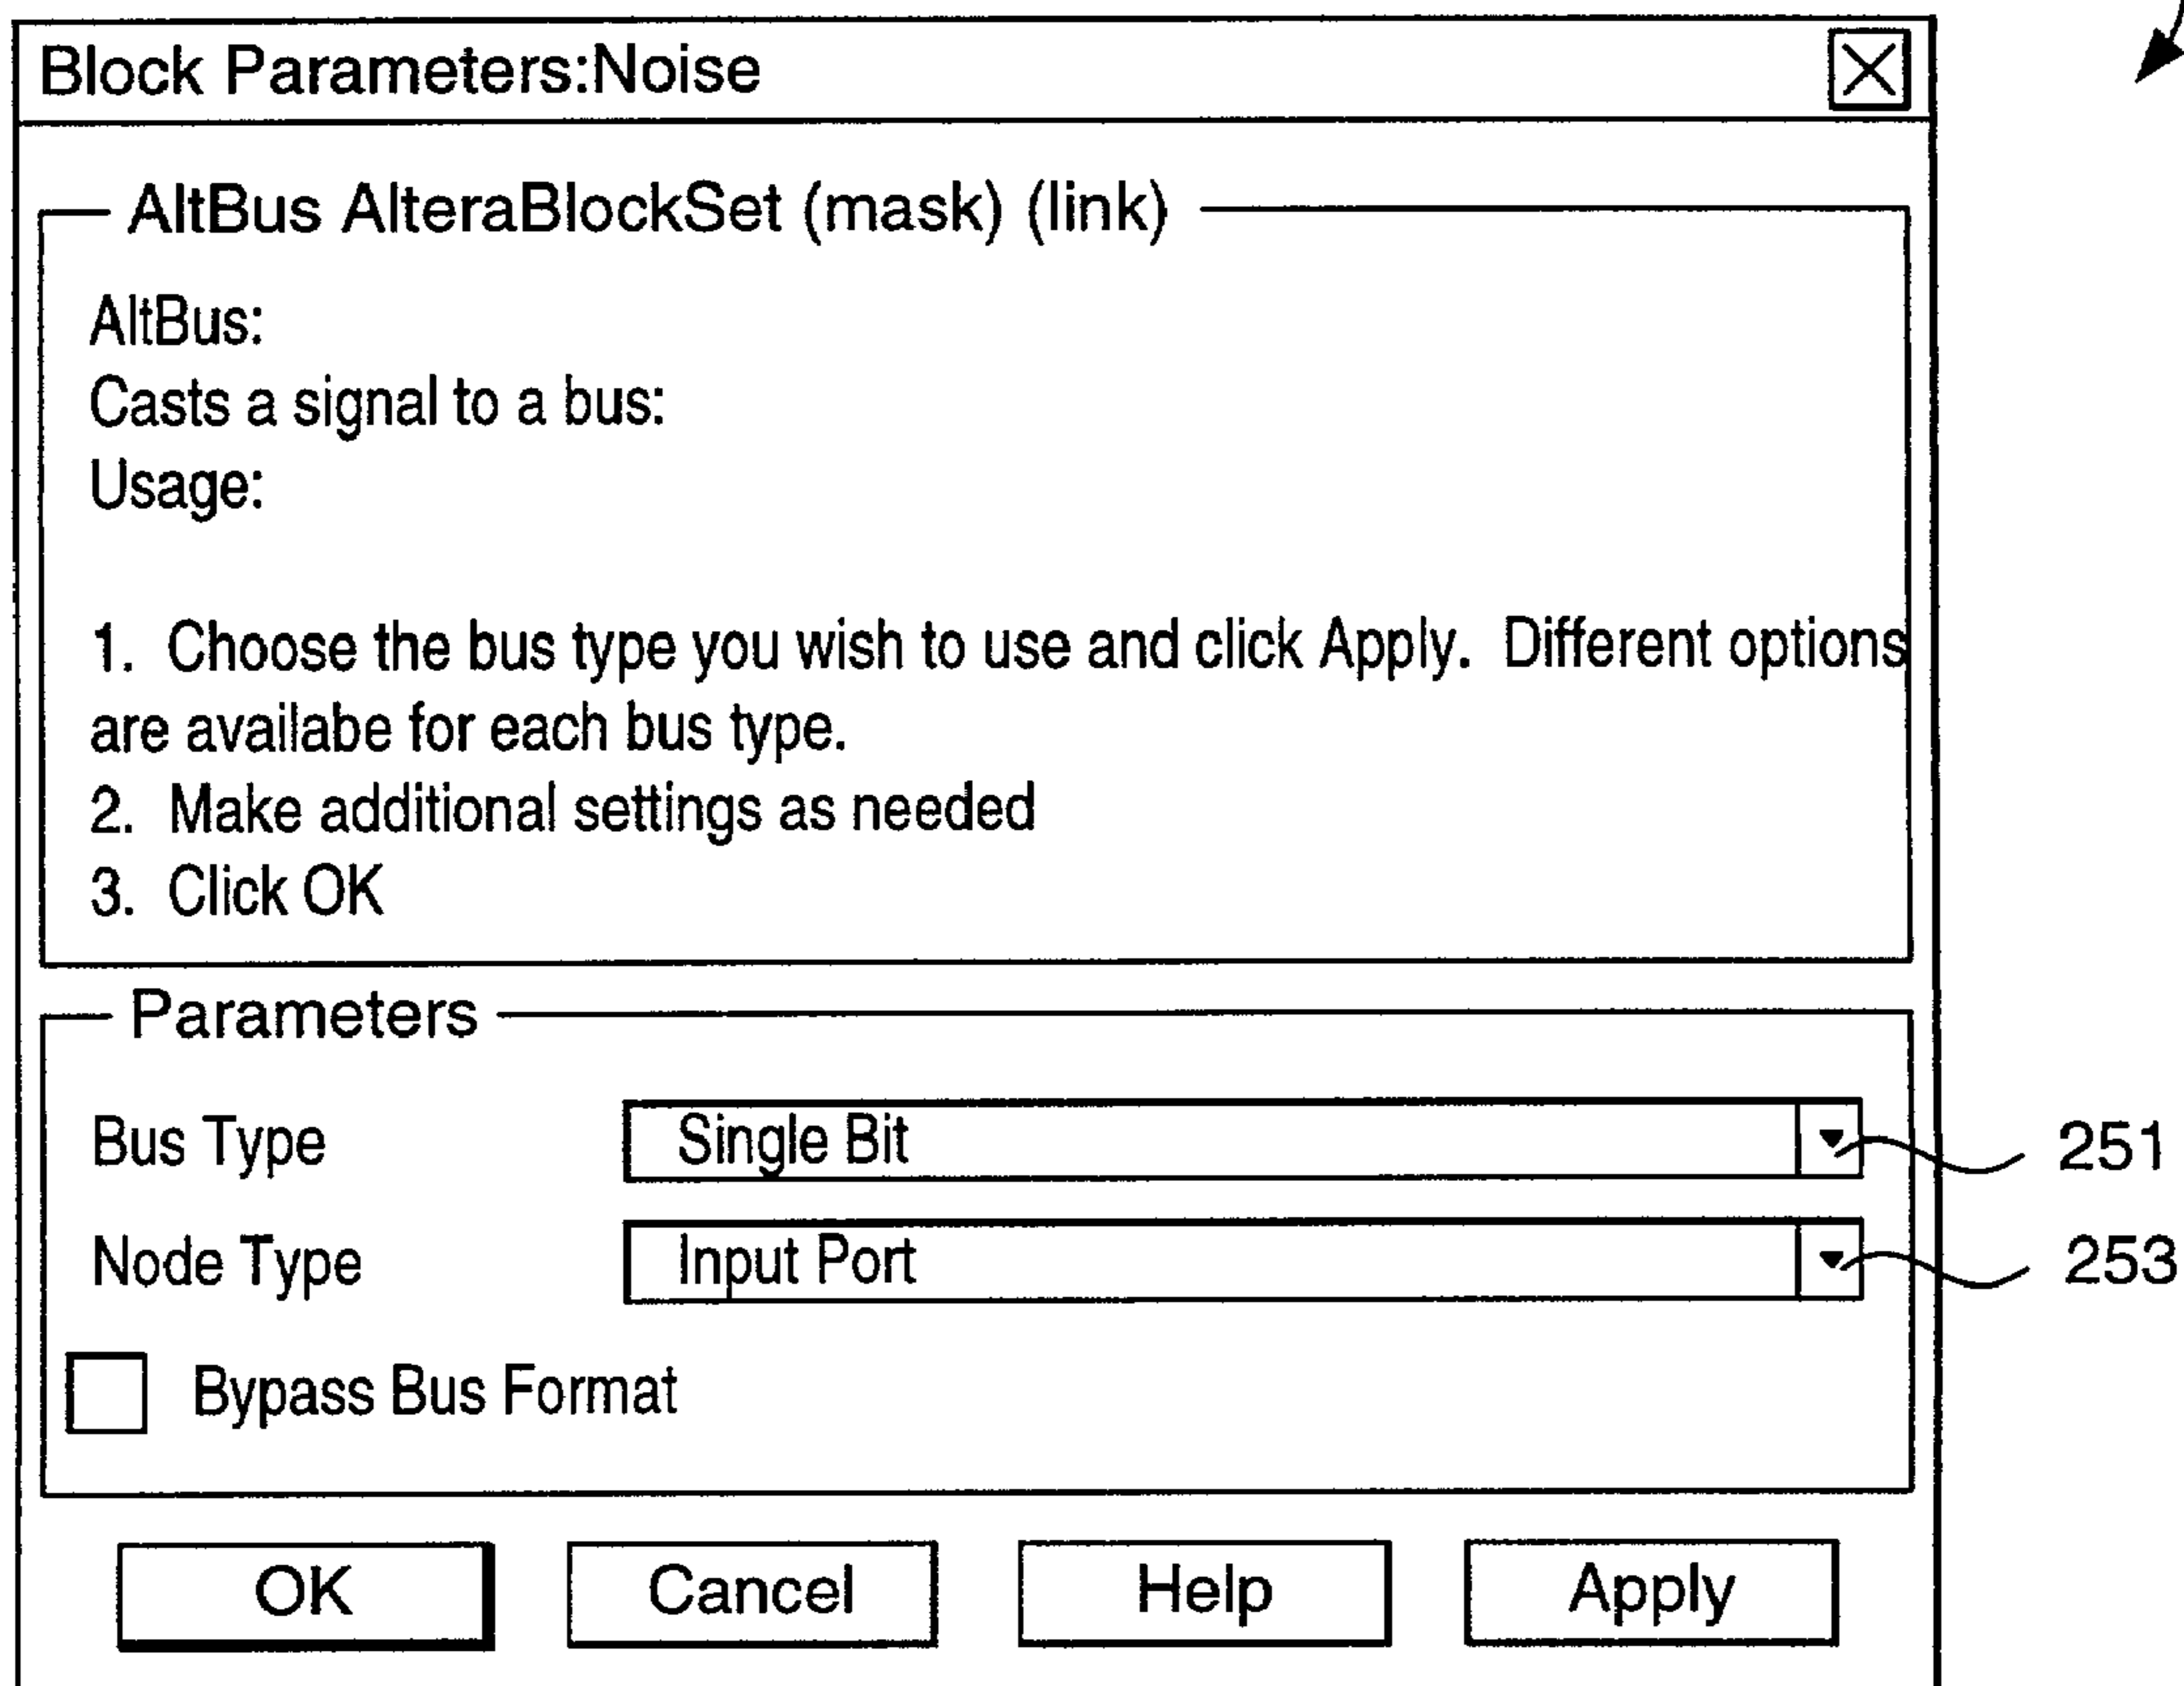 Block Parameters:Noise
AltBus AlteraBlockSet (mask) (link)
AltBus:
Casts a signal to a bus:
Usage:
1. Choose the bus type you wish to use and click Apply. Different options
are availabe for each bus type.
2. Make additional settings as needed
3. Click OK
Parameters
Bus Type Single Bit 251
Node Type Input Port 253
Bypass Bus Format
OK Cancel Help Apply